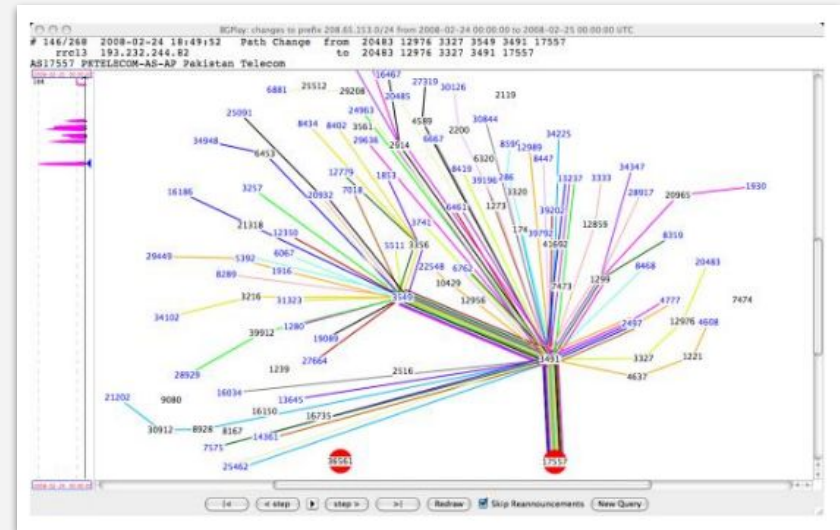 BGPlay: changes to prefix 208.65.153.0/24 from 2008-02-24 00:00:00 to 2008-02-25 00:00:00 UTC
# 146/268 2008-02-24 18:49:52 Path Change from 20483 12976 3327 3549 3491 17557
rrc13 193.232.244.82 to 20483 12976 3327 3491 17557
AS17557 PKTELECOM-AS-AP Pakistan Telecom
16467 27319
6881 25512 29208 20485 30126 2119
25091 24963 4589 30844
8434 8402 3561 2200 34225
34948 29636 2914 6667 12989
6453 6320 8447
12779 1853 8419 286 34347
16186 3257 20932 7018 39196 3320 13237 3333 1930
6461 1273 28917 20965
21318 12350 3741 39202 12859
174 39792 8359
29449 5392 6067 5511 3356 41692
8289 1916 22548 6762 1299 8468 20483
10429 7473
3216 31323 3549 12956 4777 7474
34102 1280 2497 12976 4608
39912 19089
27664 3491 3327 1221
28929 1239 2516 4637
16034
21202 9080 13645
16150 16735
30912 8928 8167 14361
7575
25462 36561 17557
|< < step step > >| Redraw Skip Reannouncements New Query